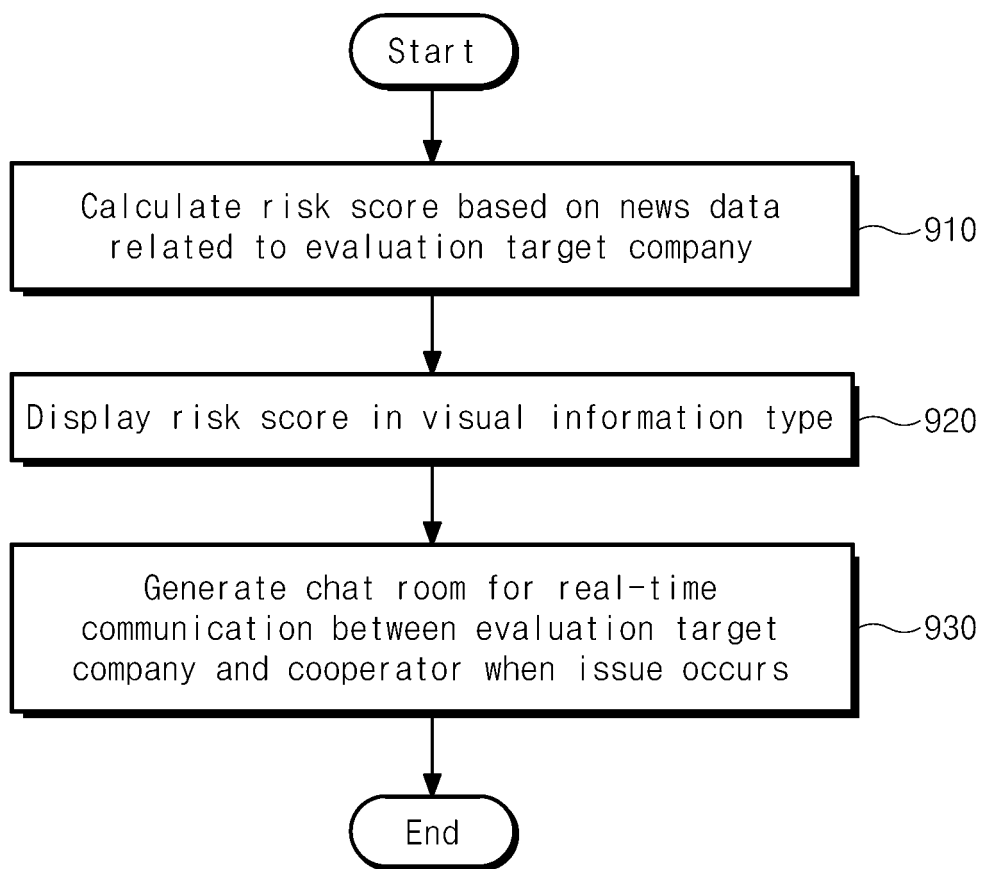 Start
Calculate risk score based on news data
related to evaluation target company
910
Display risk score in visual information type
920
Generate chat room for real-time
communication between evaluation target
company and cooperator when issue occurs
930
End